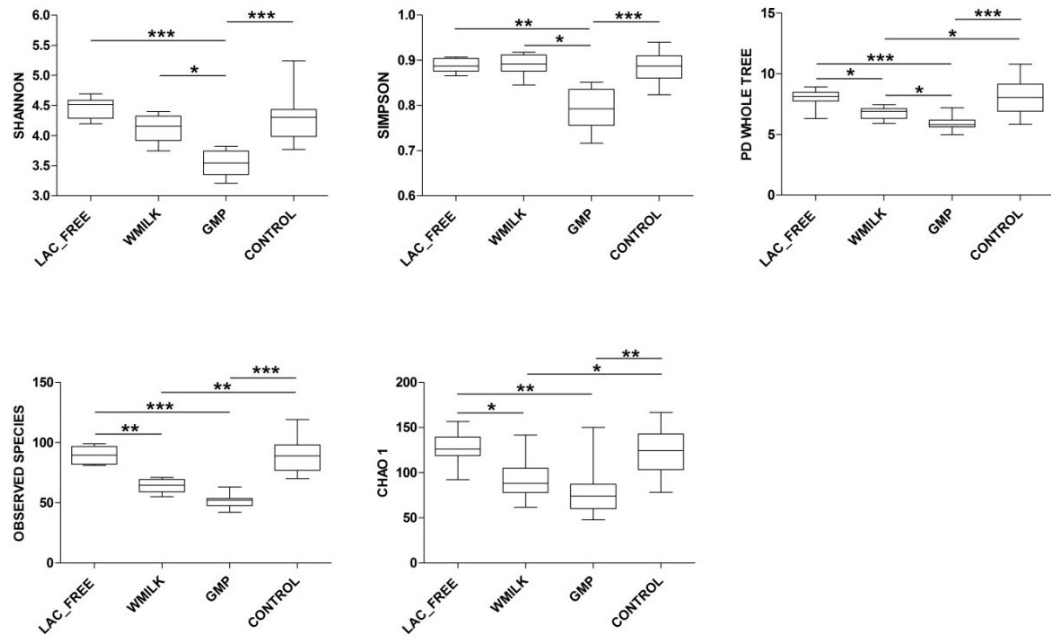 SHANNON
6.0
5.5
5.0
4.5
4.0
3.5
3.0
***
***
*
LAC_FREE
WMILK
GMP
CONTROL
SIMPSON
1.0
0.9
0.8
0.7
0.6
**
***
*
LAC_FREE
WMILK
GMP
CONTROL
PD WHOLE TREE
15
10
5
0
***
*
***
*
*
LAC_FREE
WMILK
GMP
CONTROL
OBSERVED SPECIES
150
100
50
0
***
**
***
**
LAC_FREE
WMILK
GMP
CONTROL
CHAO 1
200
150
100
50
0
**
*
**
*
LAC_FREE
WMILK
GMP
CONTROL